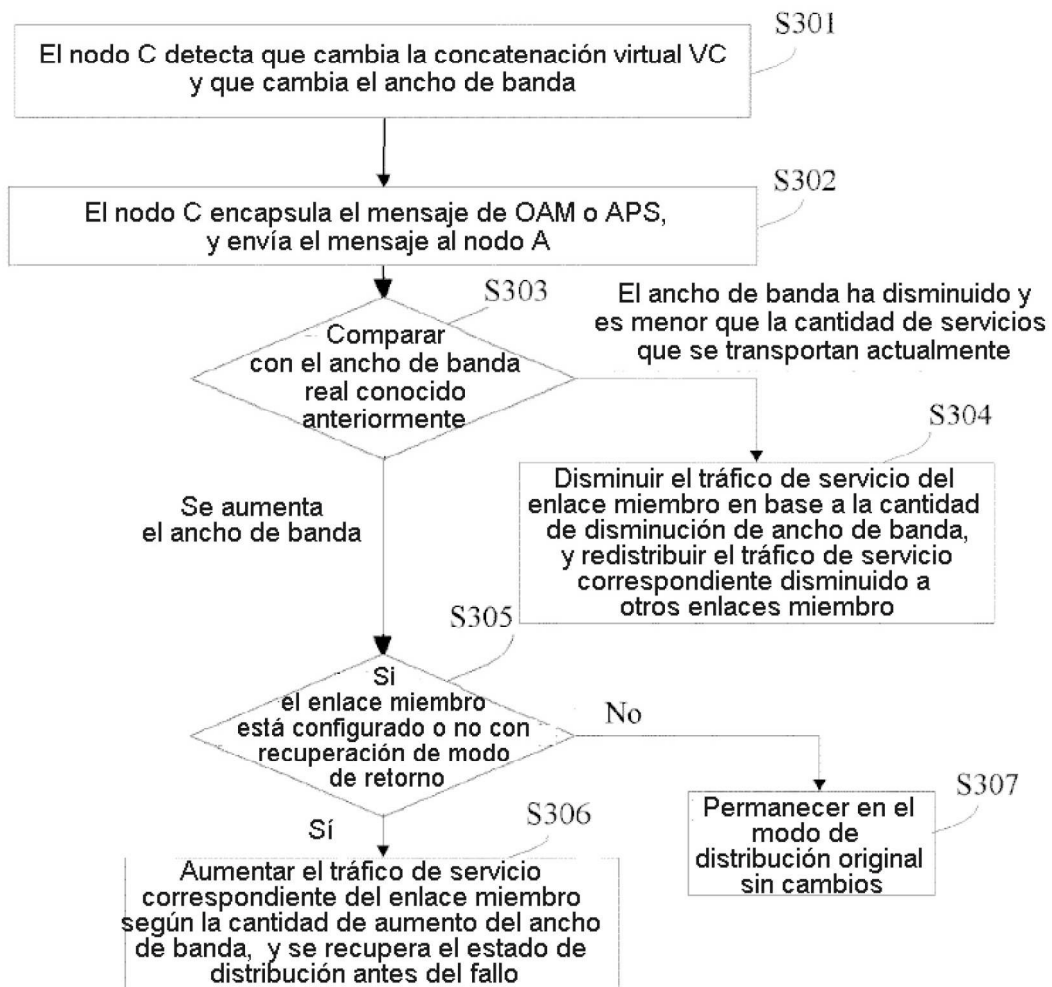 S301
El nodo C detecta que cambia la concatenación virtual VC
y que cambia el ancho de banda
S302
El nodo C encapsula el mensaje de OAM o APS,
y envía el mensaje al nodo A
S303
Comparar
con el ancho de banda
real conocido
anteriormente
El ancho de banda ha disminuido y
es menor que la cantidad de servicios
que se transportan actualmente
S304
Disminuir el tráfico de servicio del
enlace miembro en base a la cantidad
de disminución de ancho de banda,
y redistribuir el tráfico de servicio
correspondiente disminuido a
otros enlaces miembro
Se aumenta
el ancho de banda
S305
Si
el enlace miembro
está configurado o no con
recuperación de modo
de retorno
No
S307
Permanecer en el
modo de
distribución original
sin cambios
Sí
S306
Aumentar el tráfico de servicio
correspondiente del enlace miembro
según la cantidad de aumento del ancho
de banda, y se recupera el estado de
distribución antes del fallo